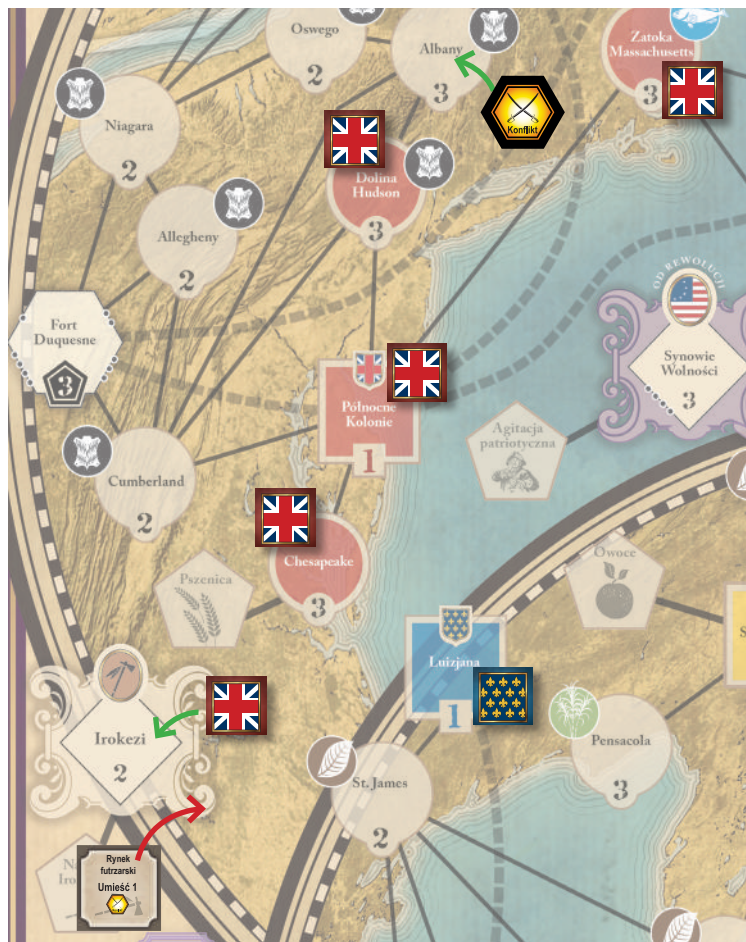 Oswego
2
Albany
3
Konflikt
Zatoka
Massachusetts
3
Niagara
2
Dolina
Hudson
3
Allegheny
2
OD REWOLUCJI
Fort
Duquesne
3
Synowie
Wolności
3
Północne
Kolonie
1
Agitacja
patriotyczna
Cumberland
2
Owoce
Chesapeake
3
Pszenica
Luizjana
1
Irokezi
2
Pensacola
3
St. James
2
Rynek
futrzarski
Umieść 1